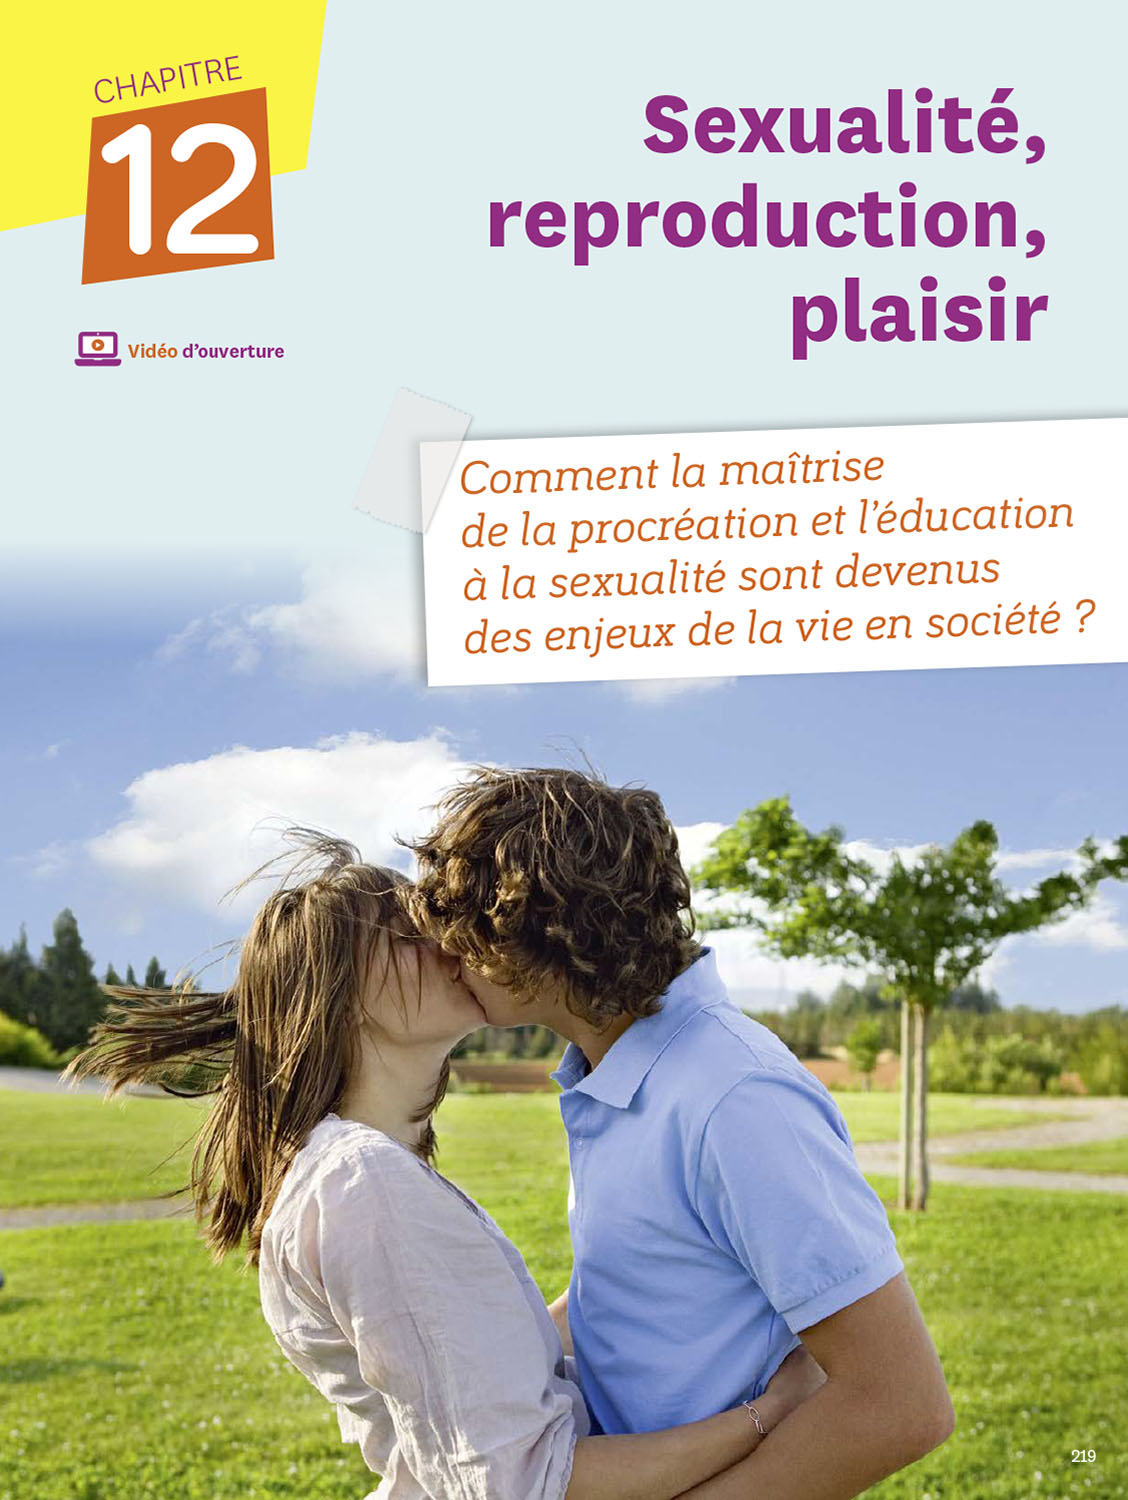 CHAPITRE
12
Sexualité,
reproduction,
plaisir
Vidéo d’ouverture
Comment la maîtrise
de la procréation et l’éducation
à la sexualité sont devenus
des enjeux de la vie en société ?
219